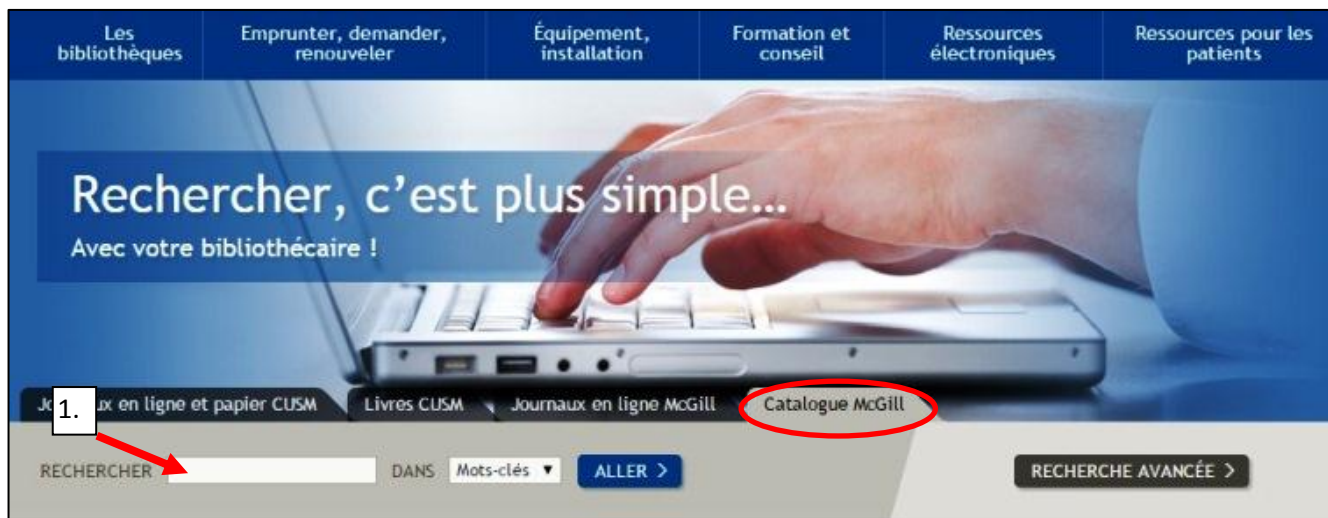 Les
bibliothèques
Emprunter, demander,
renouveler
Équipement,
installation
Formation et
conseil
Ressources
électroniques
Ressources pour les
patients
Rechercher, c'est plus simple...
Avec votre bibliothécaire !
1.
en ligne et papier CUSM
Livres CUSM
Journaux en ligne McGill
Catalogue McGill
RECHERCHER
DANS
Mots-clés
ALLER >
RECHERCHE AVANCÉE >